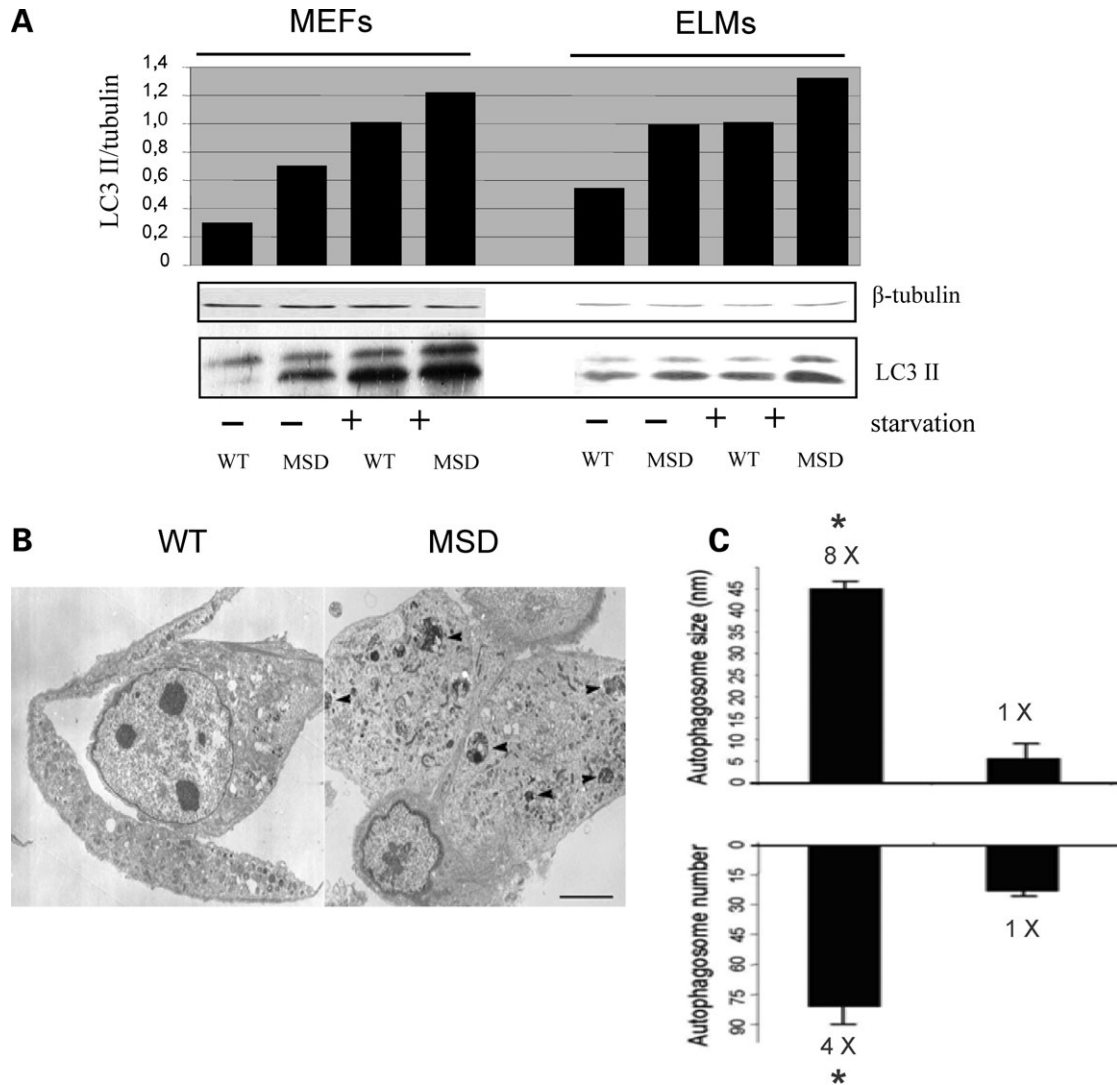 A
MEFs ELMs
LC3 II/tubulin
1,4
1,2
1,0
0,8
0,6
0,4
0,2
0
β-tubulin
LC3 II
– – + + – – + + starvation
WT MSD WT MSD WT MSD WT MSD
B
WT MSD
C
*
8 X
1 X
Autophagosome size (nm)
45
40
35
30
25
20
15
10
5
0
Autophagosome number
0
15
30
45
60
75
90
1 X
4 X
*